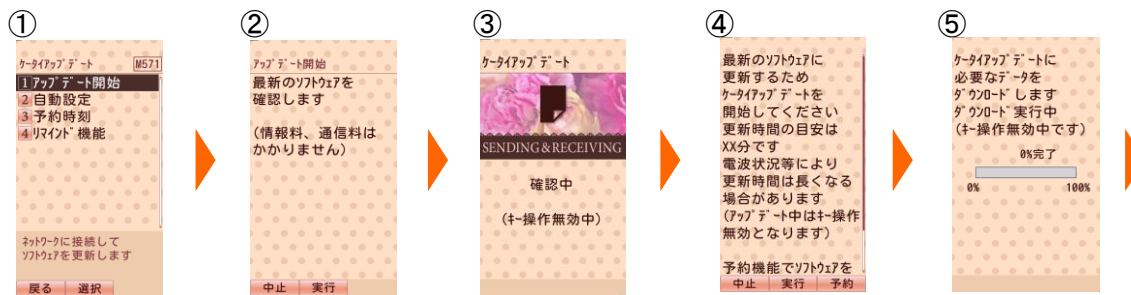 ①
ｹｰﾀｲｱｯﾌﾟﾃﾞｰﾄ M571
1 ｱｯﾌﾟﾃﾞｰﾄ開始
2 自動設定
3 予約時刻
4 ﾘﾏｲﾝﾄﾞ機能
ﾈｯﾄﾜｰｸに接続して
ｿﾌﾄｳｪｱを更新します
戻る 選択
②
ｱｯﾌﾟﾃﾞｰﾄ開始
最新のｿﾌﾄｳｪｱを
確認します
(情報料、通信料は
かかりません)
中止 実行
③
ｹｰﾀｲｱｯﾌﾟﾃﾞｰﾄ
SENDING&RECEIVING
確認中
(ｷｰ操作無効中)
④
最新のｿﾌﾄｳｪｱに
更新するため
ｹｰﾀｲｱｯﾌﾟﾃﾞｰﾄを
開始してください
更新時間の目安は
XX分です
電波状況等により
更新時間は長くなる
場合があります
(ｱｯﾌﾟﾃﾞｰﾄ中はｷｰ操作
無効となります)
予約機能でｿﾌﾄｳｪｱを
中止 実行 予約
⑤
ｹｰﾀｲｱｯﾌﾟﾃﾞｰﾄに
必要なﾃﾞｰﾀを
ﾀﾞｳﾝﾛｰﾄﾞします
ﾀﾞｳﾝﾛｰﾄﾞ実行中
(ｷｰ操作無効中です)
0%完了
0% 100%